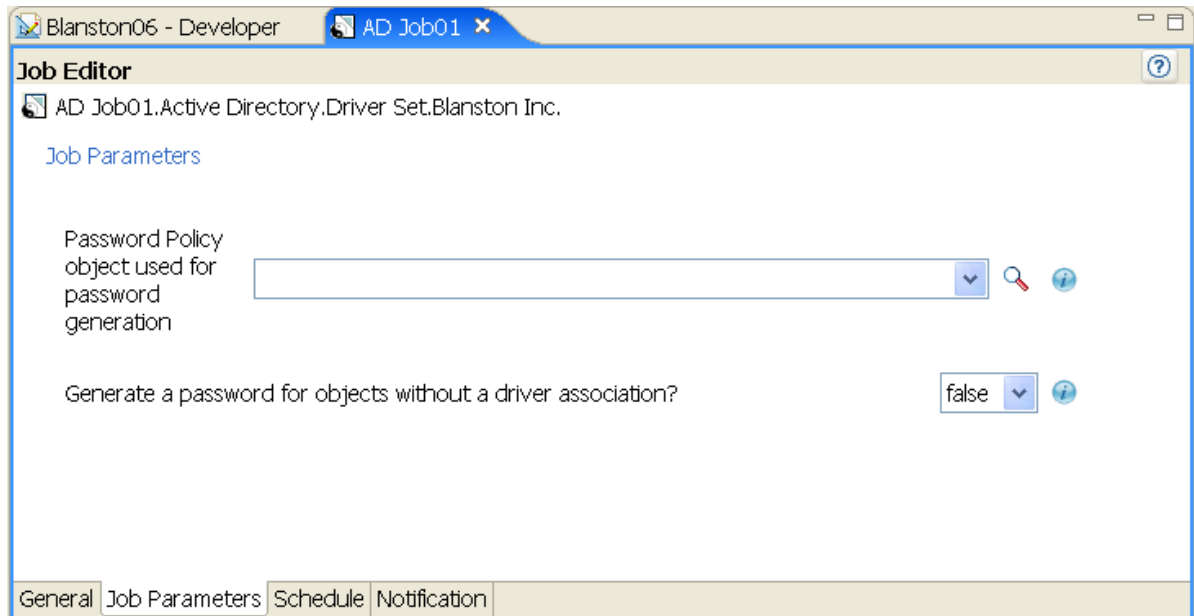 Blanston06 - Developer AD Job01
Job Editor
AD Job01.Active Directory.Driver Set.Blanston Inc.
Job Parameters
Password Policy
object used for
password
generation
Generate a password for objects without a driver association? false
General Job Parameters Schedule Notification